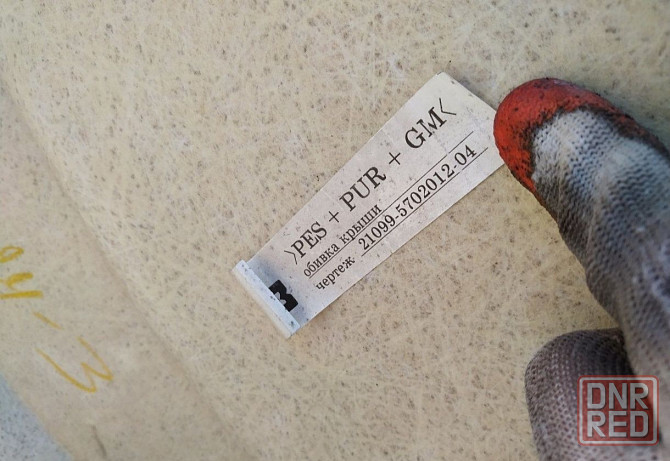 >PES + PUR + GM<
обивка крыши
чертеж 21099-5702012-04
DNR
RED